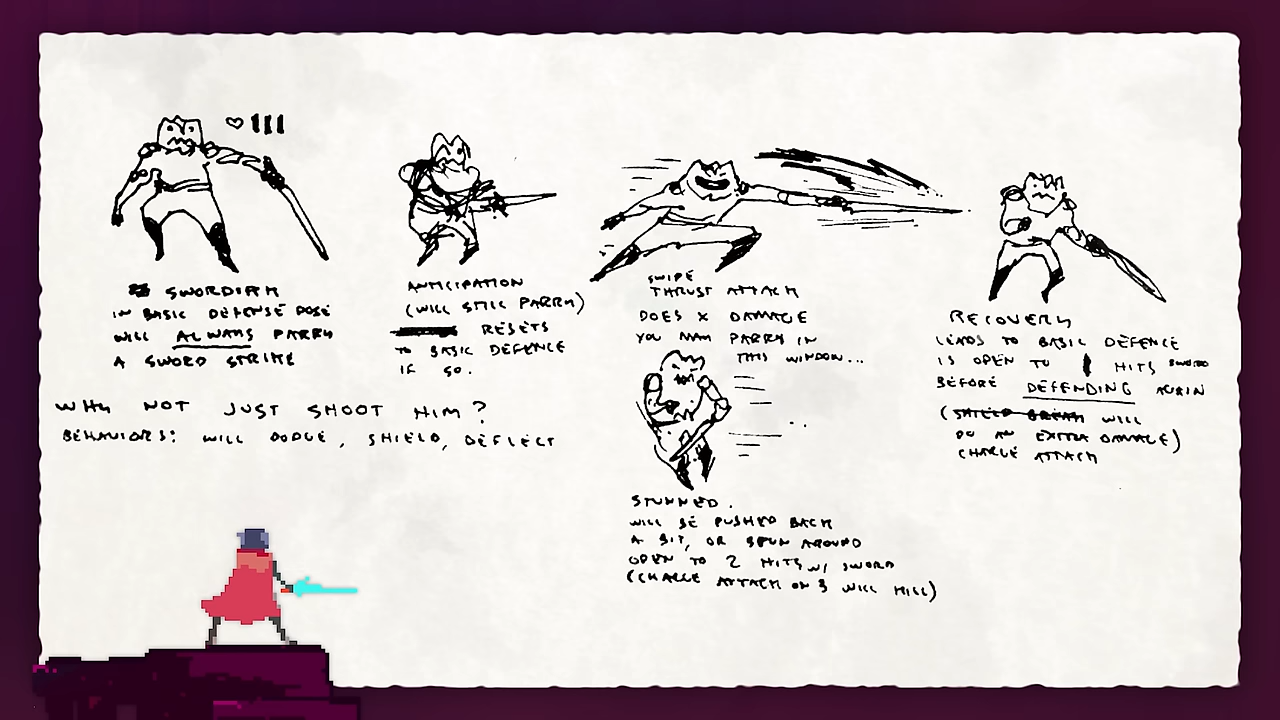 SWORDIAN
IN BASIC DEFENSE POSE
WILL ALWAYS PARRY
A SWORD STRIKE
ANTICIPATION
(WILL STILL PARRY)
RESETS
TO BASIC DEFENCE
IF SO.
SWIPE
THRUST ATTACK
DOES X DAMAGE
YOU MAY PARRY IN
THIS WINDOW...
STUNNED.
WILL BE PUSHED BACK
A BIT, OR SPUN AROUND
OPEN TO 2 HITS W/ SWORD
(CHARGE ATTACK ON 3 WILL KILL)
RECOVERY
LEADS TO BASIC DEFENCE
IS OPEN TO 1 HITS SWORD
BEFORE DEFENDING AGAIN
(SHIELD BREAK WILL
DO AN EXTRA DAMAGE)
CHARGE ATTACK
WHY NOT JUST SHOOT HIM?
BEHAVIORS: WILL DODGE, SHIELD, DEFLECT